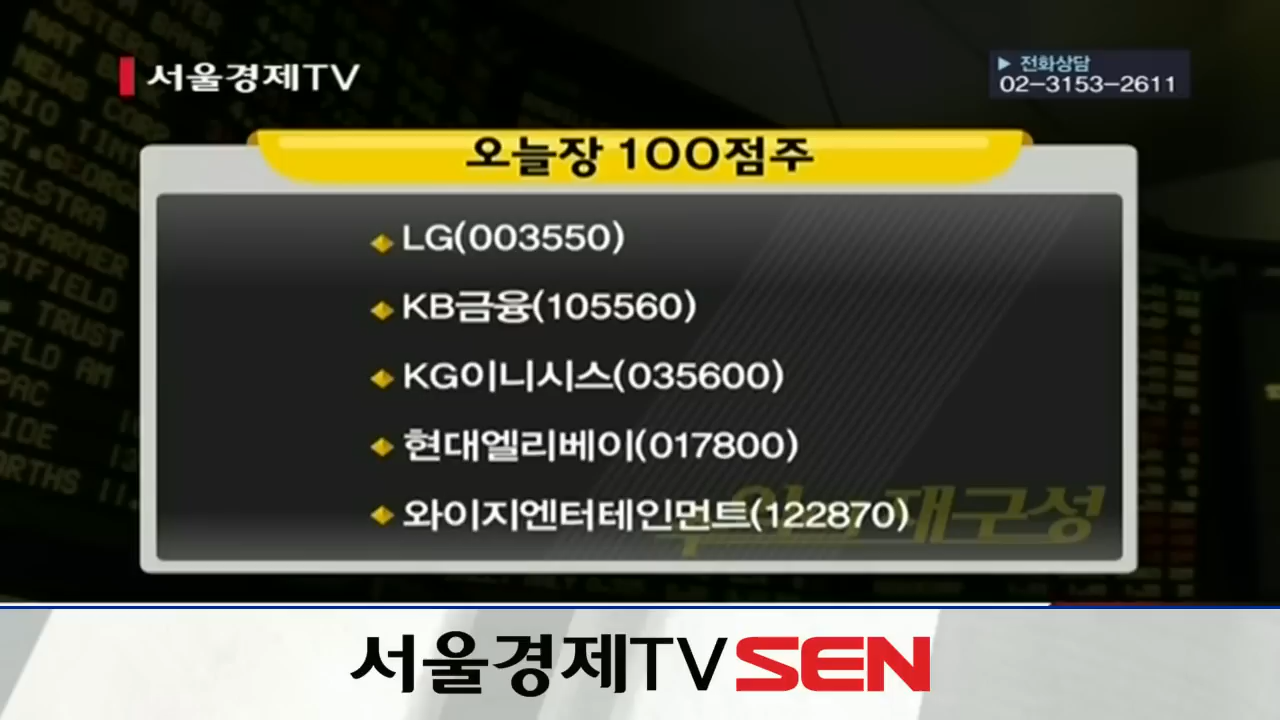 서울경제TV
▶ 전화상담
02-3153-2611
오늘장 100점주
LG(003550)
KB금융(105560)
KG이니시스(035600)
현대엘리베이(017800)
와이지엔터테인먼트(122870)
재구성
서울경제TV SEN